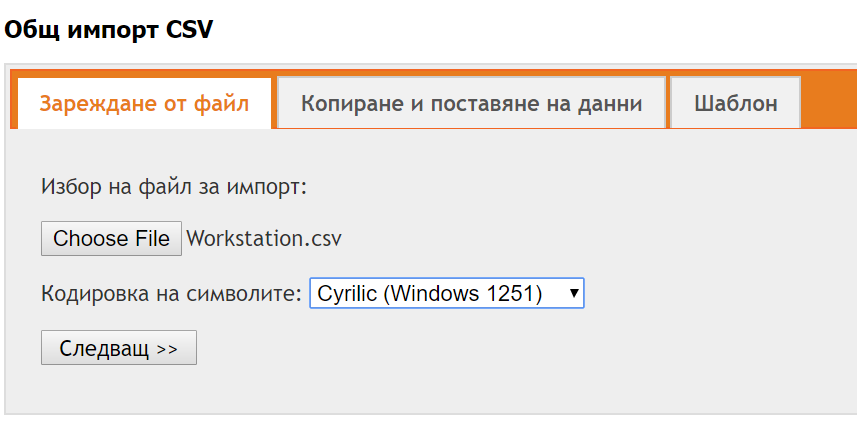 Общ импорт CSV
Зареждане от файл Копиране и поставяне на данни Шаблон
Избор на файл за импорт:
Choose File Workstation.csv
Кодировка на символите: Cyrilic (Windows 1251)
Следващ >>